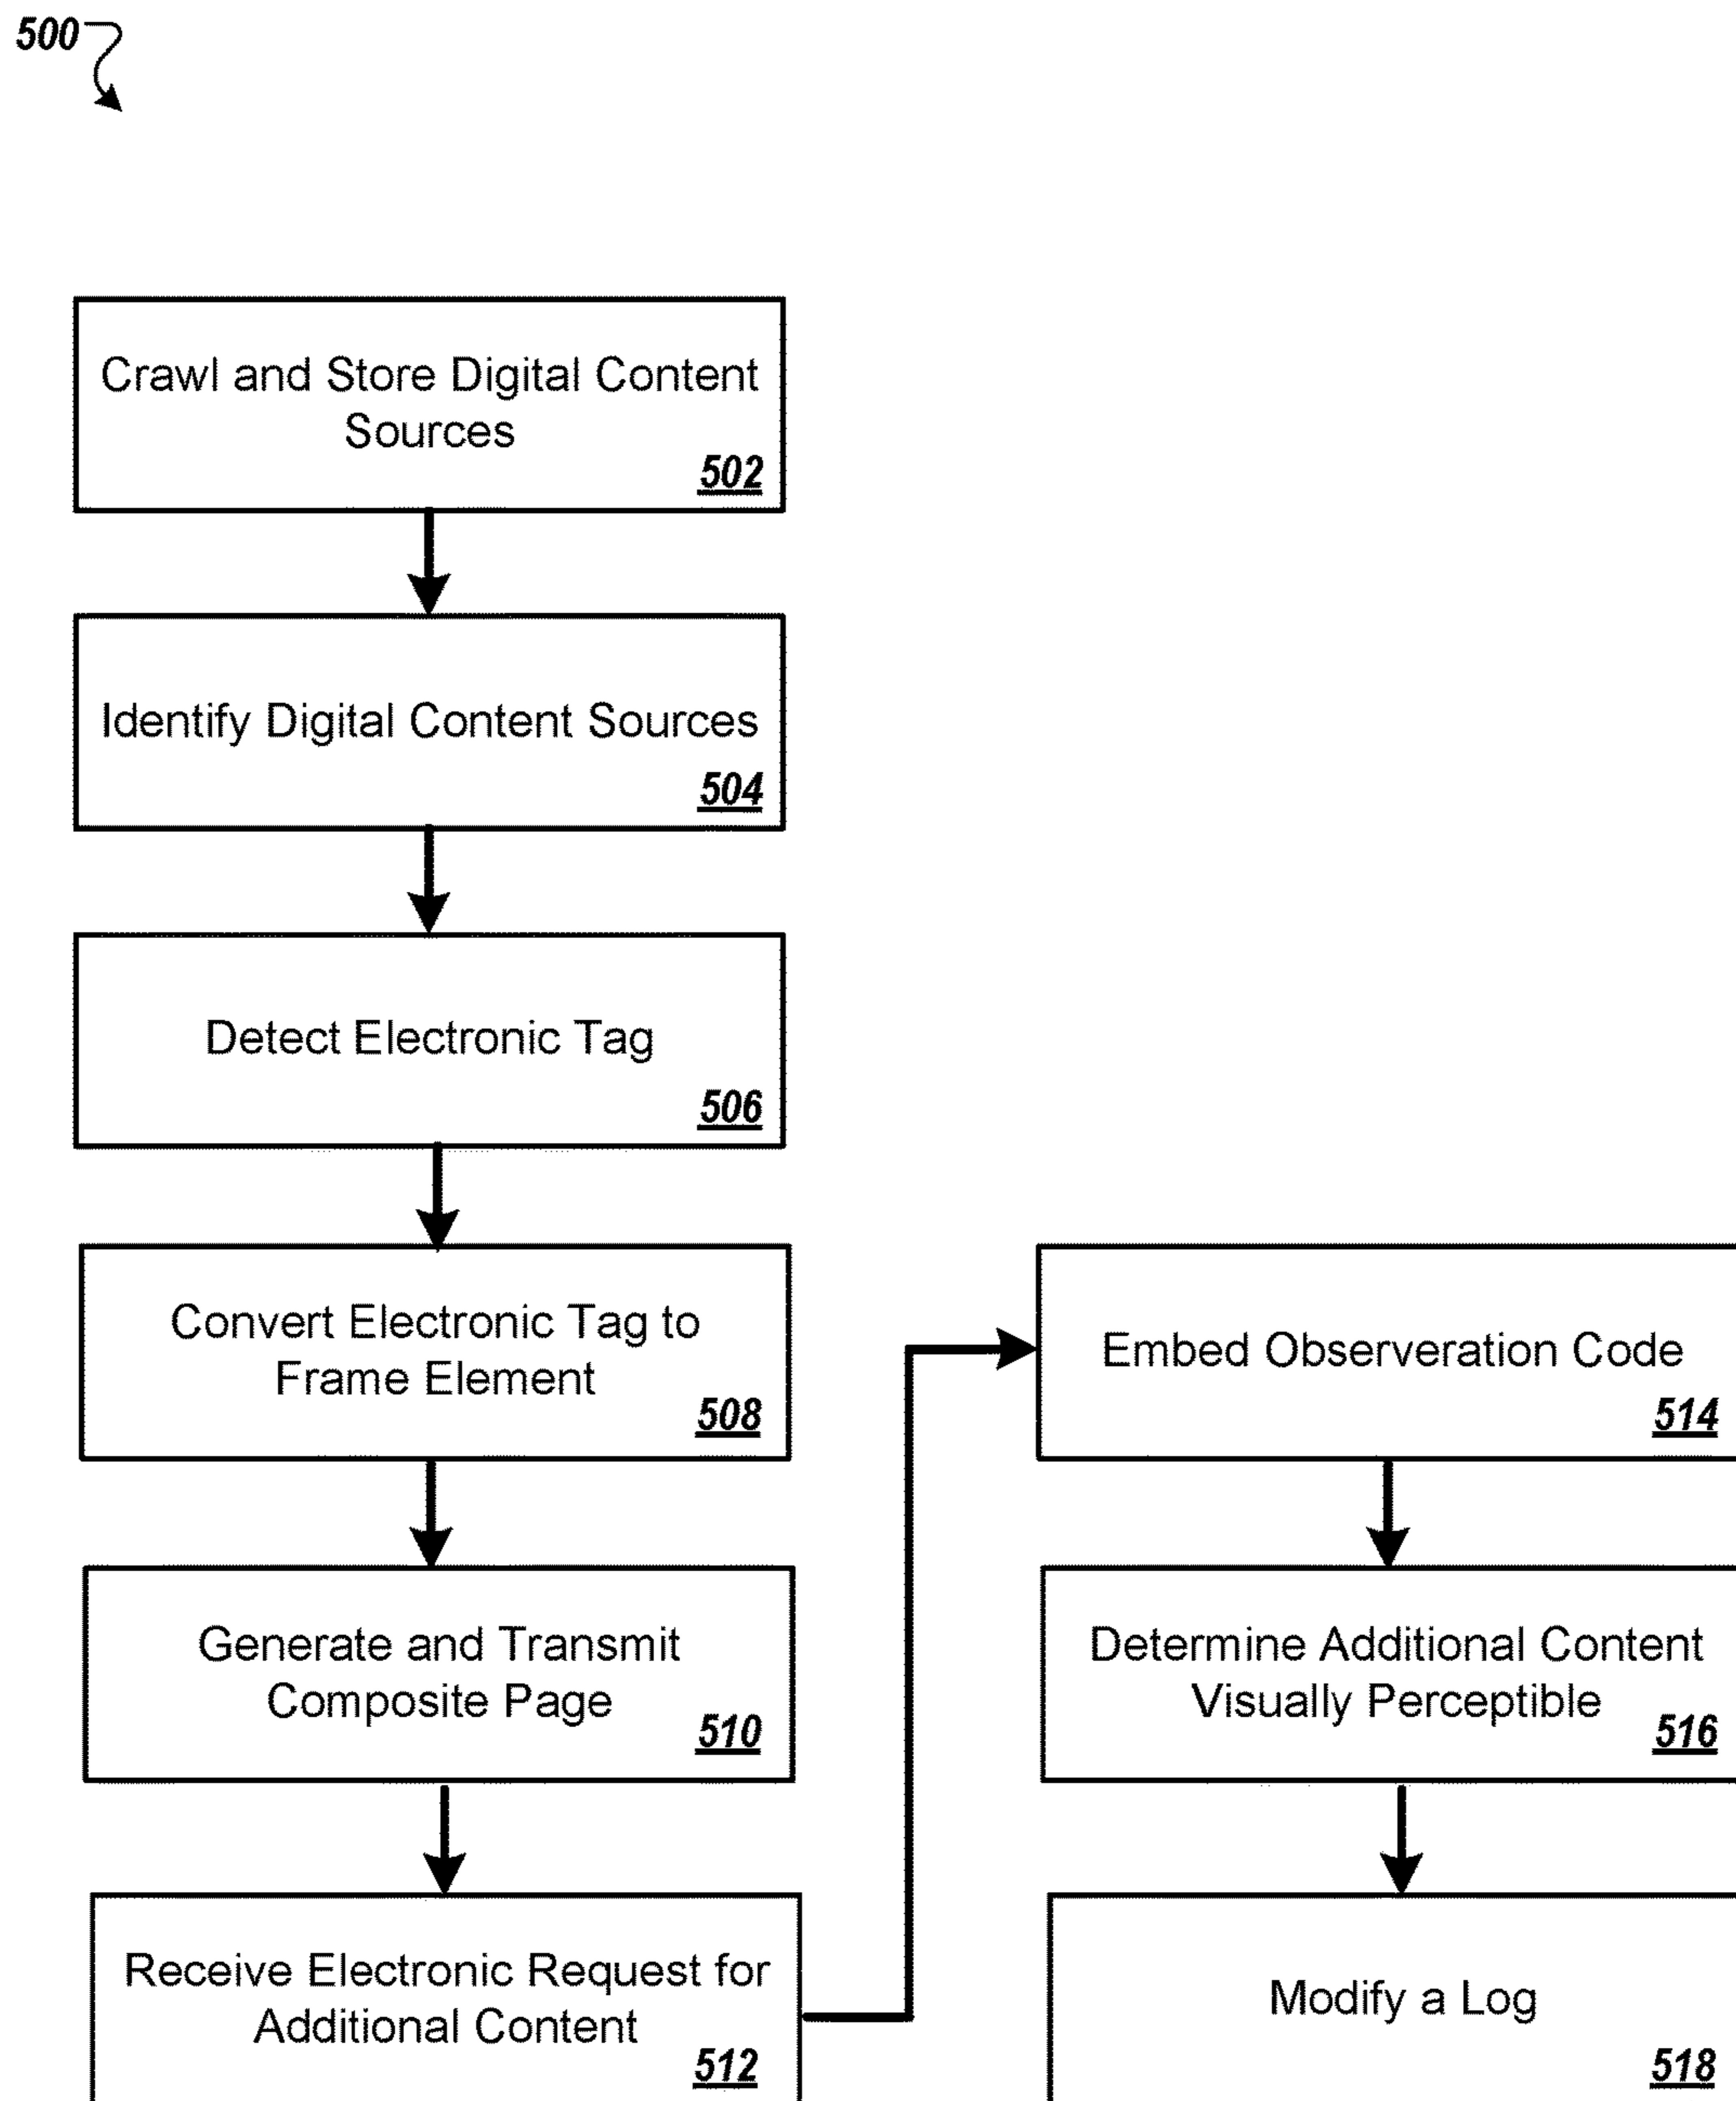 500
Crawl and Store Digital Content
Sources
502
Identify Digital Content Sources
504
Detect Electronic Tag
506
Convert Electronic Tag to
Frame Element
508
Generate and Transmit
Composite Page
510
Receive Electronic Request for
Additional Content
512
Embed Observeration Code
514
Determine Additional Content
Visually Perceptible
516
Modify a Log
518